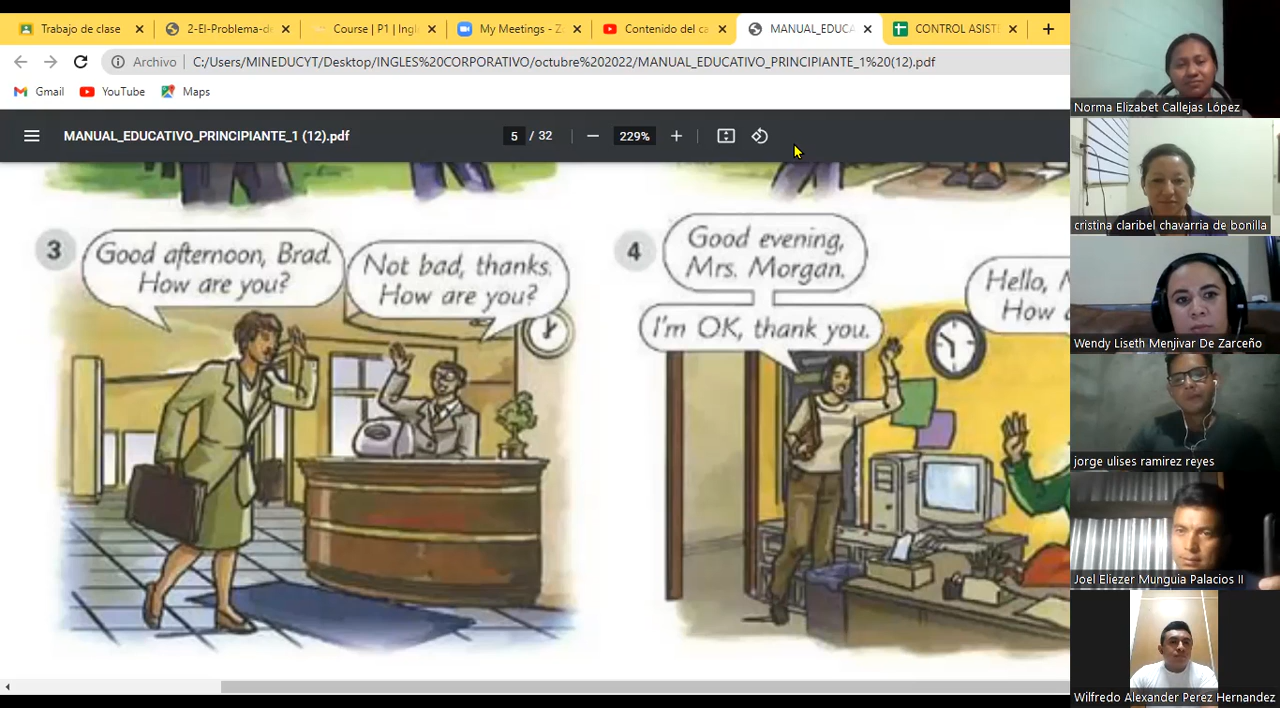 Trabajo de clase
2-El-Problema-d
Course | P1 | Ingl
My Meetings - Z
Contenido del ca
MANUAL_EDUCA
CONTROL ASIST
Archivo
C:/Users/MINEDUCYT/Desktop/INGLES%20CORPORATIVO/octubre%202022/MANUAL_EDUCATIVO_PRINCIPIANTE_1%20(12).pdf
Gmail
YouTube
Maps
MANUAL_EDUCATIVO_PRINCIPIANTE_1 (12).pdf
5 / 32
229%
3
Good afternoon, Brad.
How are you?
Not bad, thanks.
How are you?
4
Good evening,
Mrs. Morgan.
I'm OK, thank you.
Hello,
How
Norma Elizabet Callejas López
cristina claribel chavarria de bonilla
Wendy Liseth Menjivar De Zarceño
jorge ulises ramirez reyes
Joel Eliezer Munguia Palacios II
Wilfredo Alexander Perez Hernandez